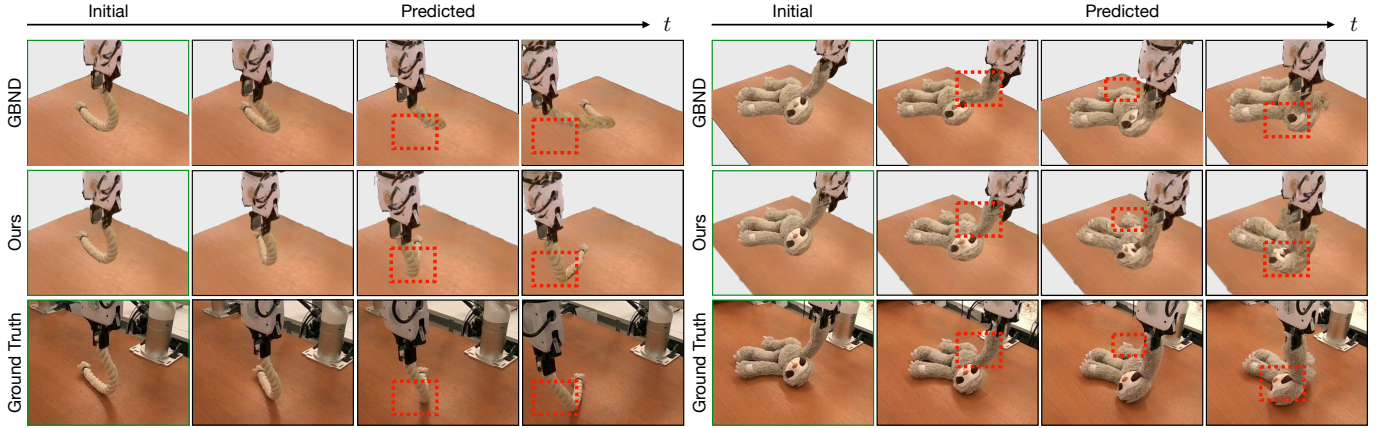 Initial Predicted t
Initial Predicted t
GBND
Ours
Ground Truth
GBND
Ours
Ground Truth